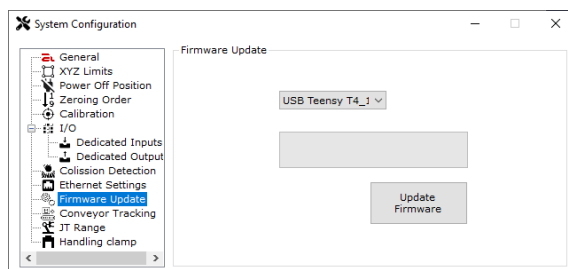 System Configuration
General
XYZ Limits
Power Off Position
Zeroing Order
Calibration
I/O
Dedicated Inputs
Dedicated Output
Colission Detection
Ethernet Settings
Firmware Update
Conveyor Tracking
JT Range
Handling clamp
Firmware Update
USB Teensy T4_1
Update
Firmware